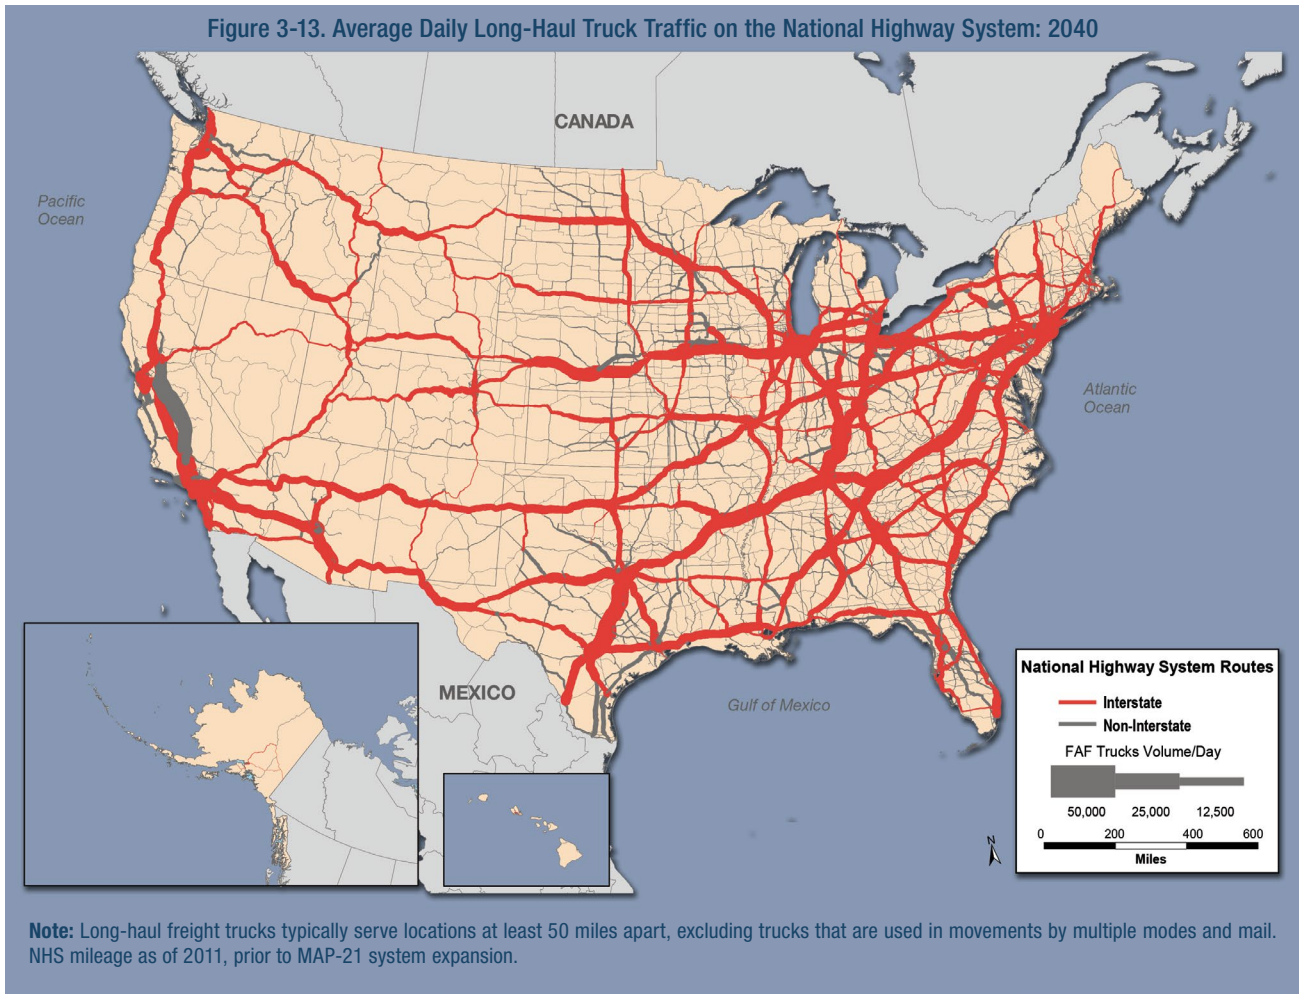 Figure 3-13. Average Daily Long-Haul Truck Traffic on the National Highway System: 2040
CANADA
Pacific
Ocean
Atlantic
Ocean
MEXICO
Gulf of Mexico
National Highway System Routes
Interstate
Non-Interstate
FAF Trucks Volume/Day
50,000 25,000 12,500
0 200 400 600
Miles
N
Note: Long-haul freight trucks typically serve locations at least 50 miles apart, excluding trucks that are used in movements by multiple modes and mail.
NHS mileage as of 2011, prior to MAP-21 system expansion.